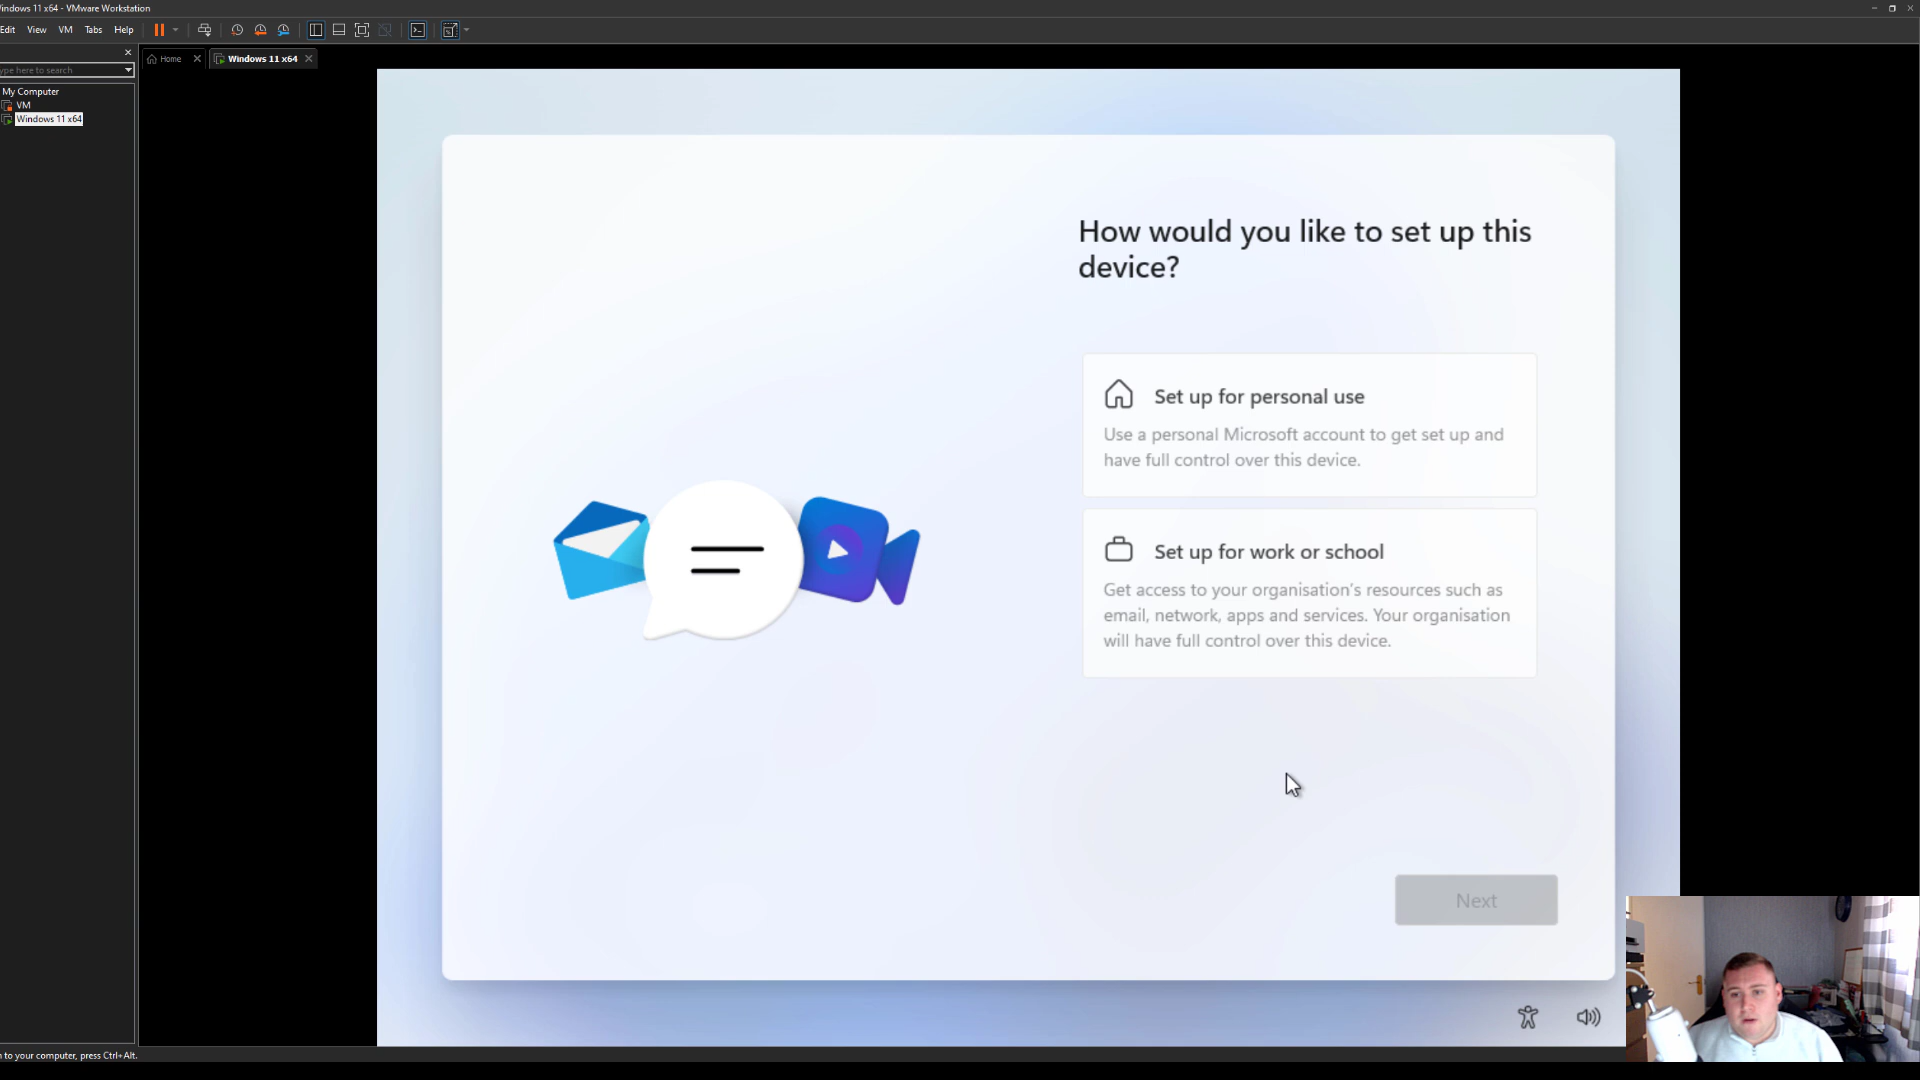 indows 11 x64 - VMware Workstation
Edit View VM Tabs Help
ype here to search
Home
Windows 11 x64
My Computer
VM
Windows 11 x64
How would you like to set up this
device?
Set up for personal use
Use a personal Microsoft account to get set up and
have full control over this device.
Set up for work or school
Get access to your organisation's resources such as
email, network, apps and services. Your organisation
will have full control over this device.
Next
to your computer, press Ctrl+Alt.